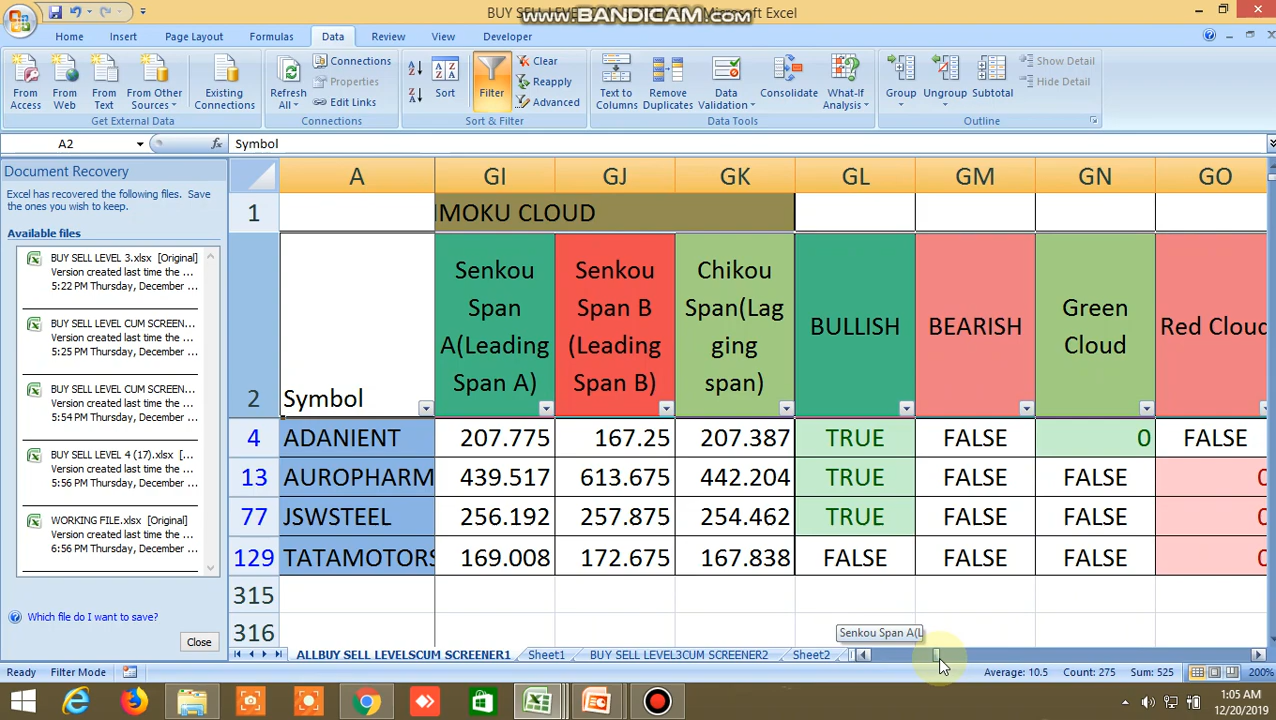 BUY SELL LEVEL
www.BANDICAM.com
Microsoft Excel
Home Insert Page Layout Formulas Data Review View Developer
From Access
From Web
From Text
From Other Sources
Existing Connections
Get External Data
Refresh All
Connections
Properties
Edit Links
Connections
Sort
Filter
Clear
Reapply
Advanced
Sort & Filter
Text to Columns
Remove Duplicates
Data Validation
Consolidate
What-If Analysis
Data Tools
Group
Ungroup
Subtotal
Show Detail
Hide Detail
Outline
A2 fx Symbol
Document Recovery
Excel has recovered the following files. Save
the ones you wish to keep.
Available files
BUY SELL LEVEL 3.xlsx [Original]
Version created last time the ...
5:22 PM Thursday, December ...
BUY SELL LEVEL CUM SCREEN...
Version created last time the ...
5:25 PM Thursday, December ...
BUY SELL LEVEL CUM SCREEN...
Version created last time the ...
5:54 PM Thursday, December ...
BUY SELL LEVEL 4 (17).xlsx [...
Version created last time the ...
5:56 PM Thursday, December ...
WORKING FILE.xlsx [Original]
Version created last time the ...
6:56 PM Thursday, December ...
Which file do I want to save?
Close
A GI GJ GK GL GM GN GO
1 MOKU CLOUD
2 Symbol
Senkou
Span
A(Leading
Span A)
Senkou
Span B
(Leading
Span B)
Chikou
Span(Lag
ging
span)
BULLISH
BEARISH
Green
Cloud
Red Cloud
4 ADANIENT 207.775 167.25 207.387 TRUE FALSE 0 FALSE
13 AUROPHARM 439.517 613.675 442.204 TRUE FALSE FALSE 0
77 JSWSTEEL 256.192 257.875 254.462 TRUE FALSE FALSE 0
129 TATAMOTORS 169.008 172.675 167.838 FALSE FALSE FALSE 0
315
316
Senkou Span A(L
ALLBUY SELL LEVELSCUM SCREENER1 Sheet1 BUY SELL LEVEL3CUM SCREENER2 Sheet2
Ready Filter Mode Average: 10.5 Count: 275 Sum: 525 200%
1:05 AM
12/20/2019